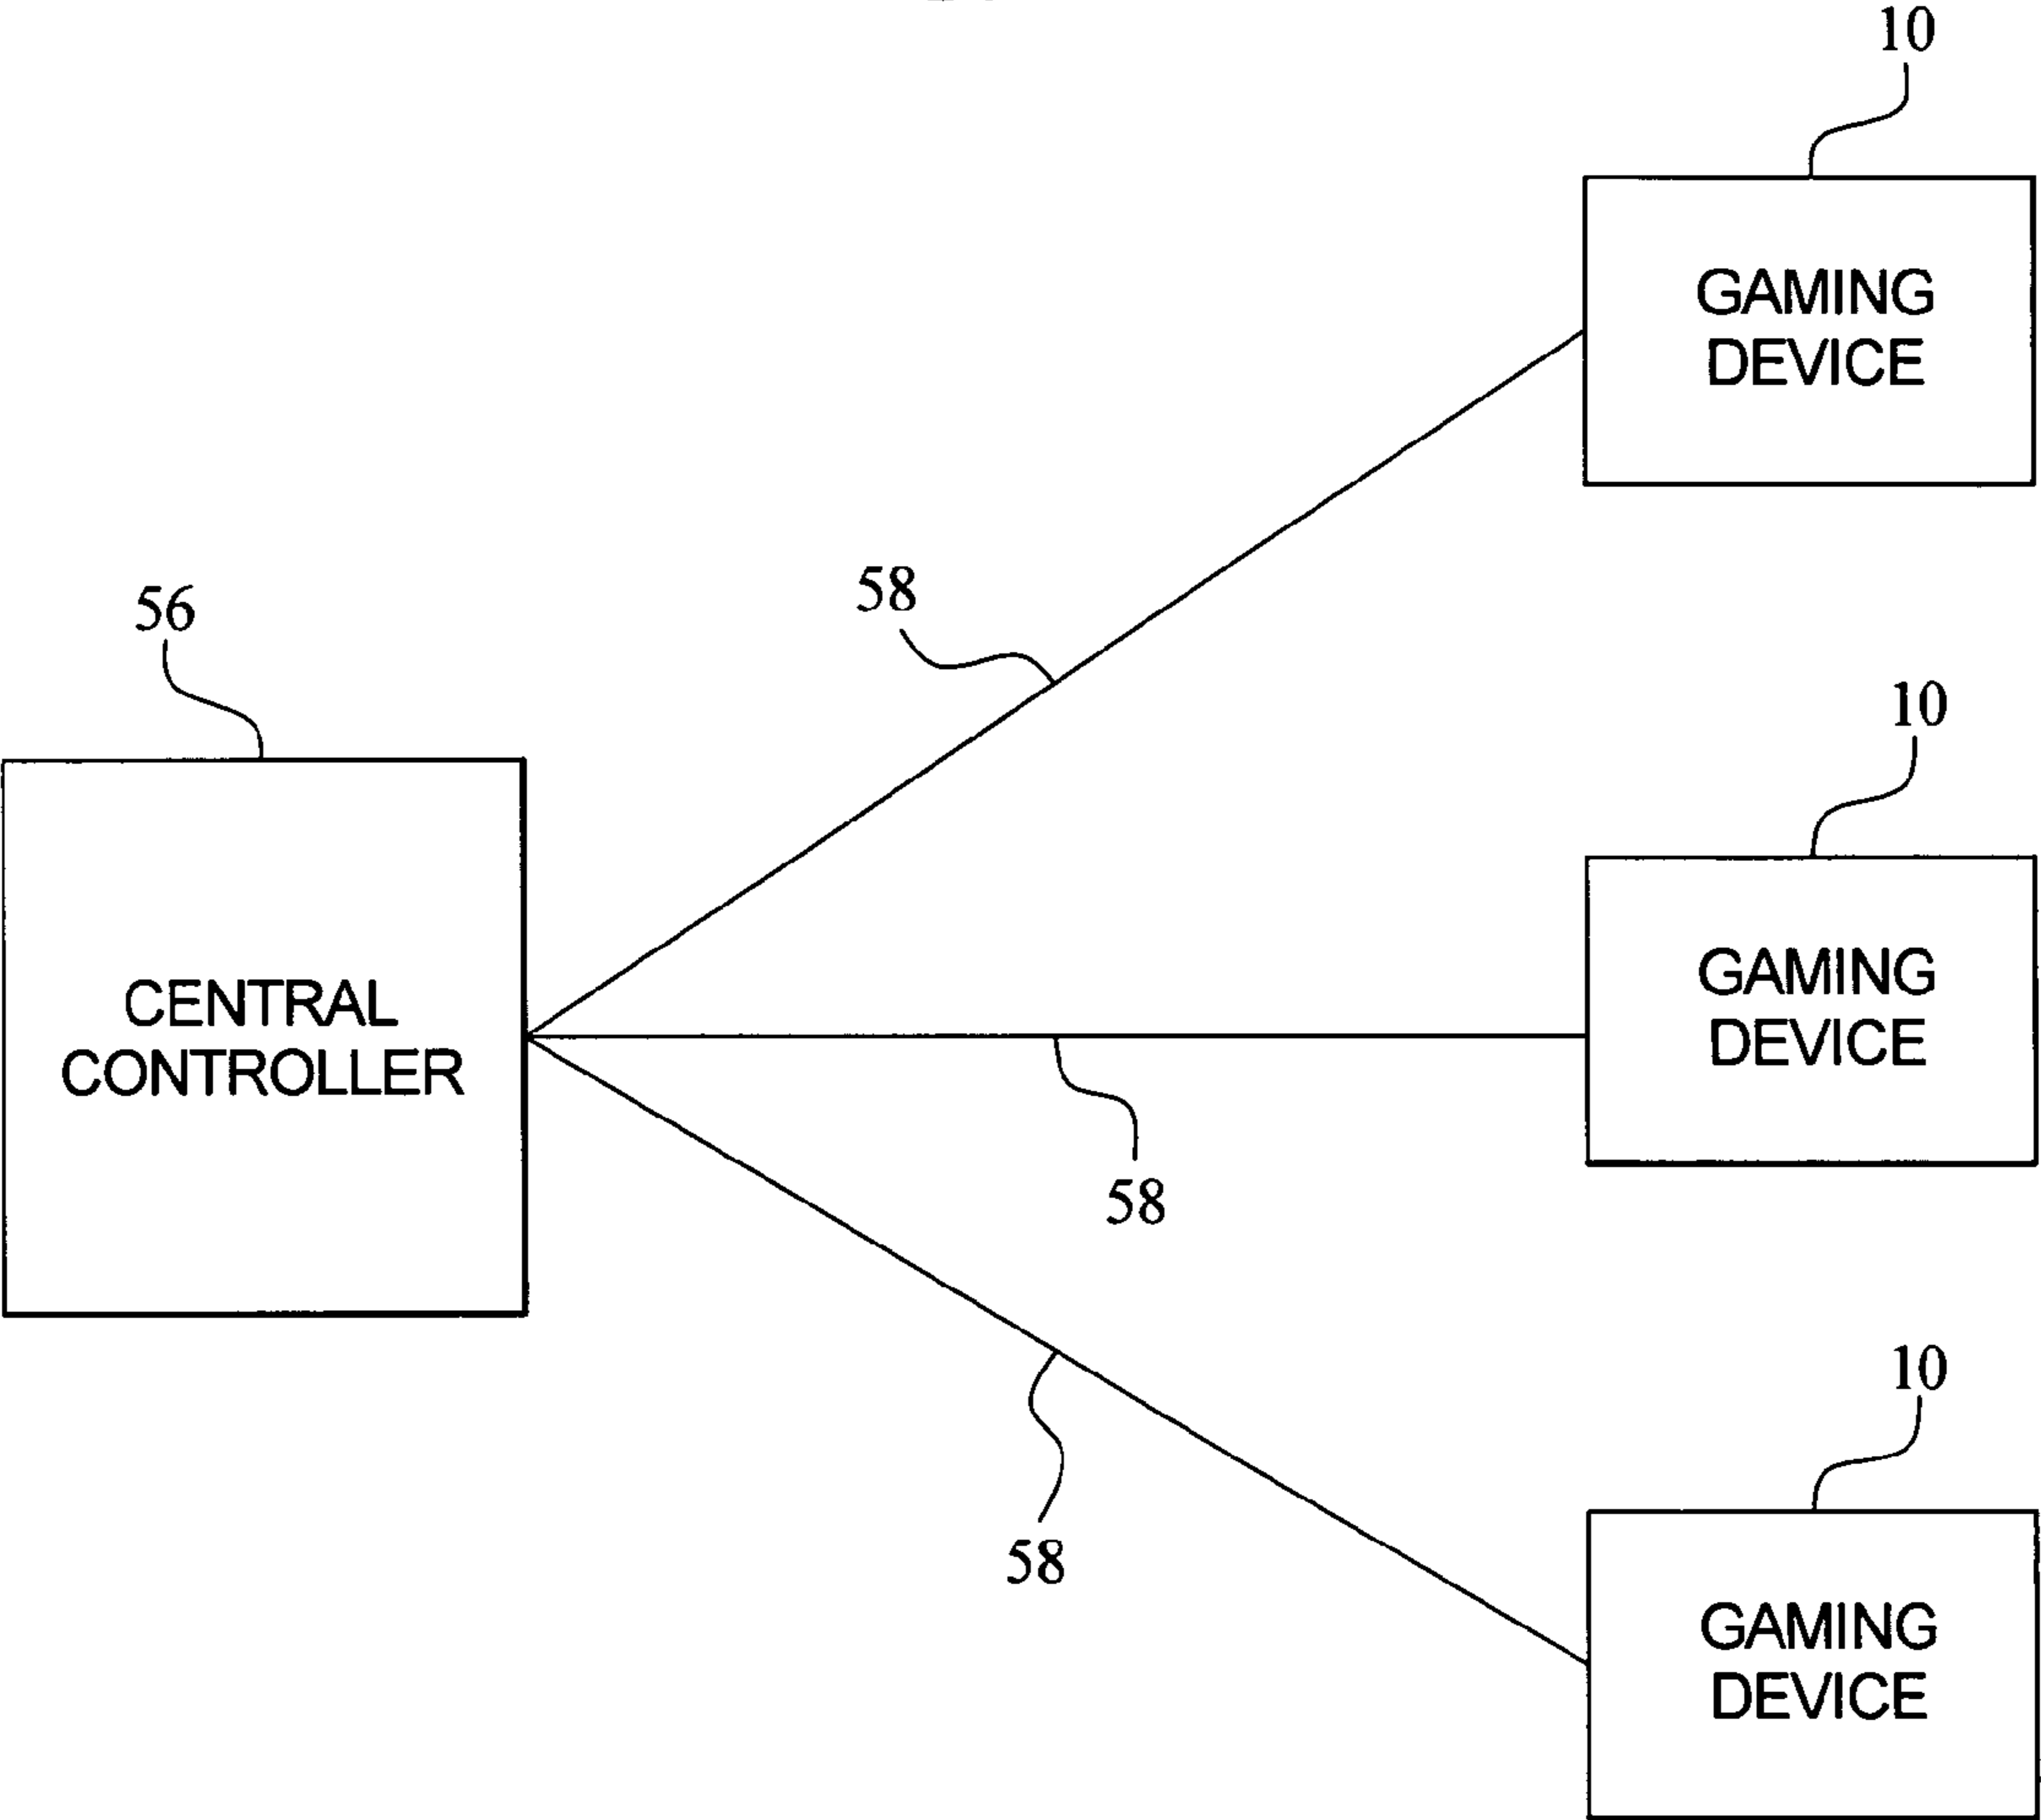 10
GAMING
DEVICE
58
56
10
CENTRAL
CONTROLLER
GAMING
DEVICE
58
10
58
GAMING
DEVICE